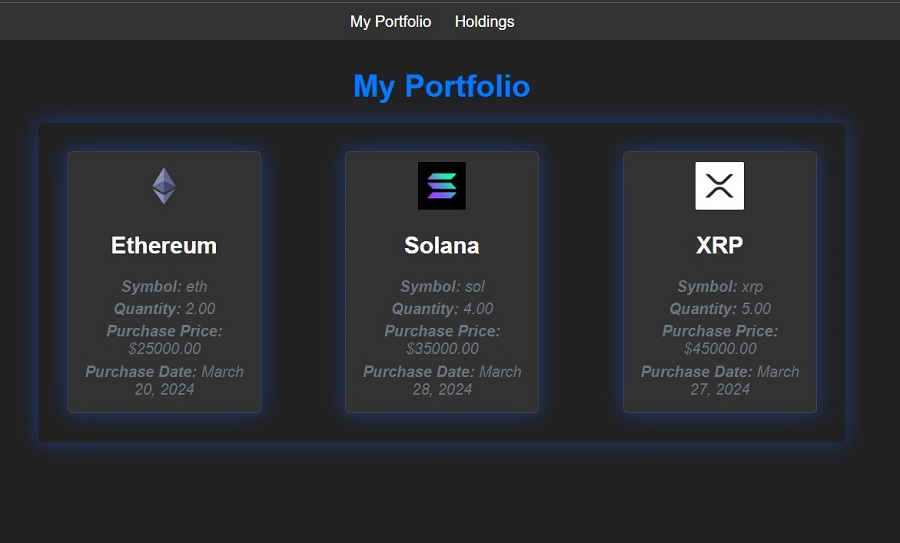 My Portfolio Holdings
My Portfolio
Ethereum
Symbol: eth
Quantity: 2.00
Purchase Price:
$25000.00
Purchase Date: March
20, 2024
Solana
Symbol: sol
Quantity: 4.00
Purchase Price:
$35000.00
Purchase Date: March
28, 2024
XRP
Symbol: xrp
Quantity: 5.00
Purchase Price:
$45000.00
Purchase Date: March
27, 2024